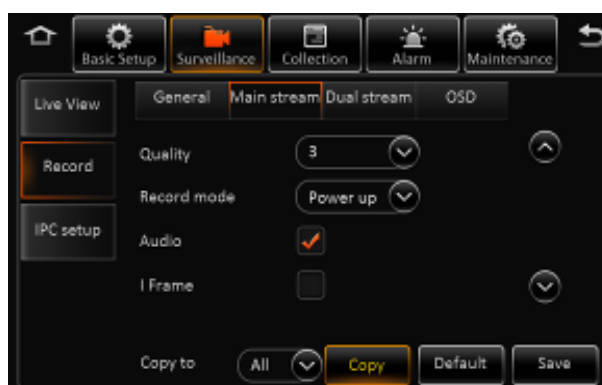 Basic Setup Surveillance Collection Alarm Maintenance
Live View General Main stream Dual stream OSD
Quality 3
Record
Record mode Power up
IPC setup
Audio
I Frame
Copy to All Copy Default Save